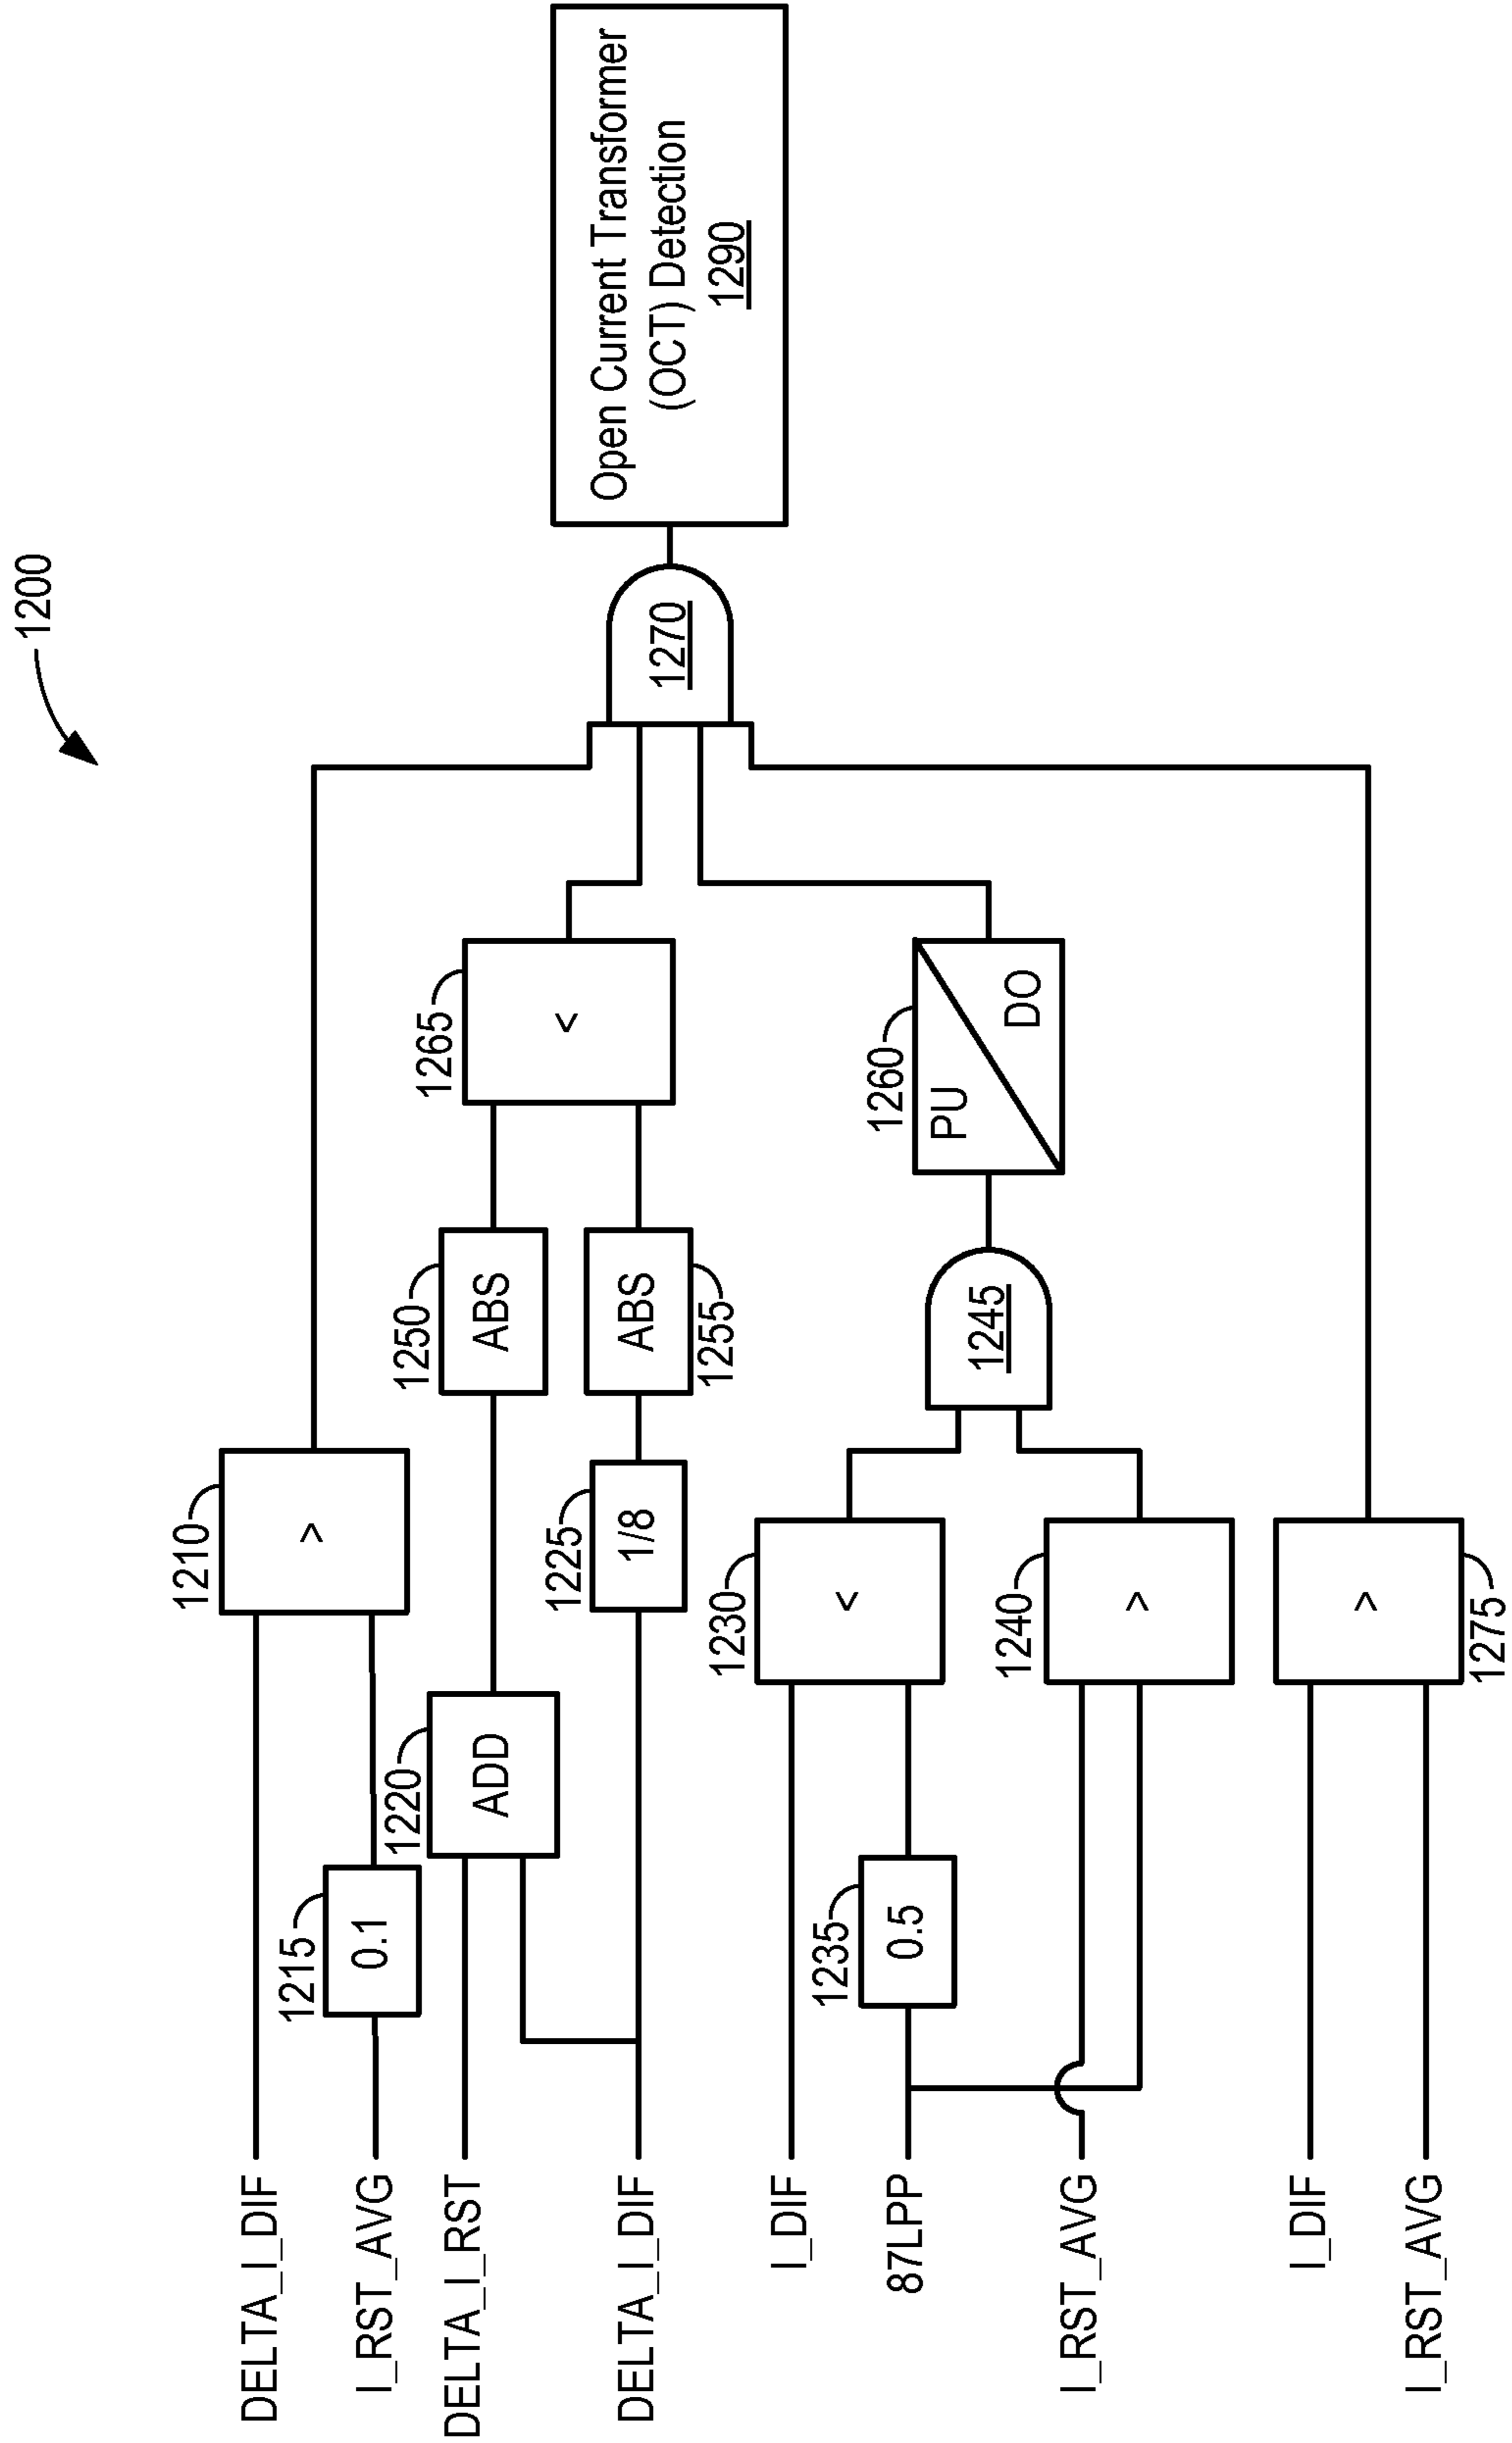 1200
DELTA_I_DIF
I_RST_AVG
1215
0.1
1210
>
DELTA_I_RST
DELTA_I_DIF
1220
ADD
1225
1/8
1250
ABS
ABS
1255
1265
<
I_DIF
87LPP
I_RST_AVG
1235
0.5
1230
<
1240
>
1245
1260
PU
DO
I_DIF
I_RST_AVG
>
1275
1270
Open Current Transformer
(OCT) Detection
1290